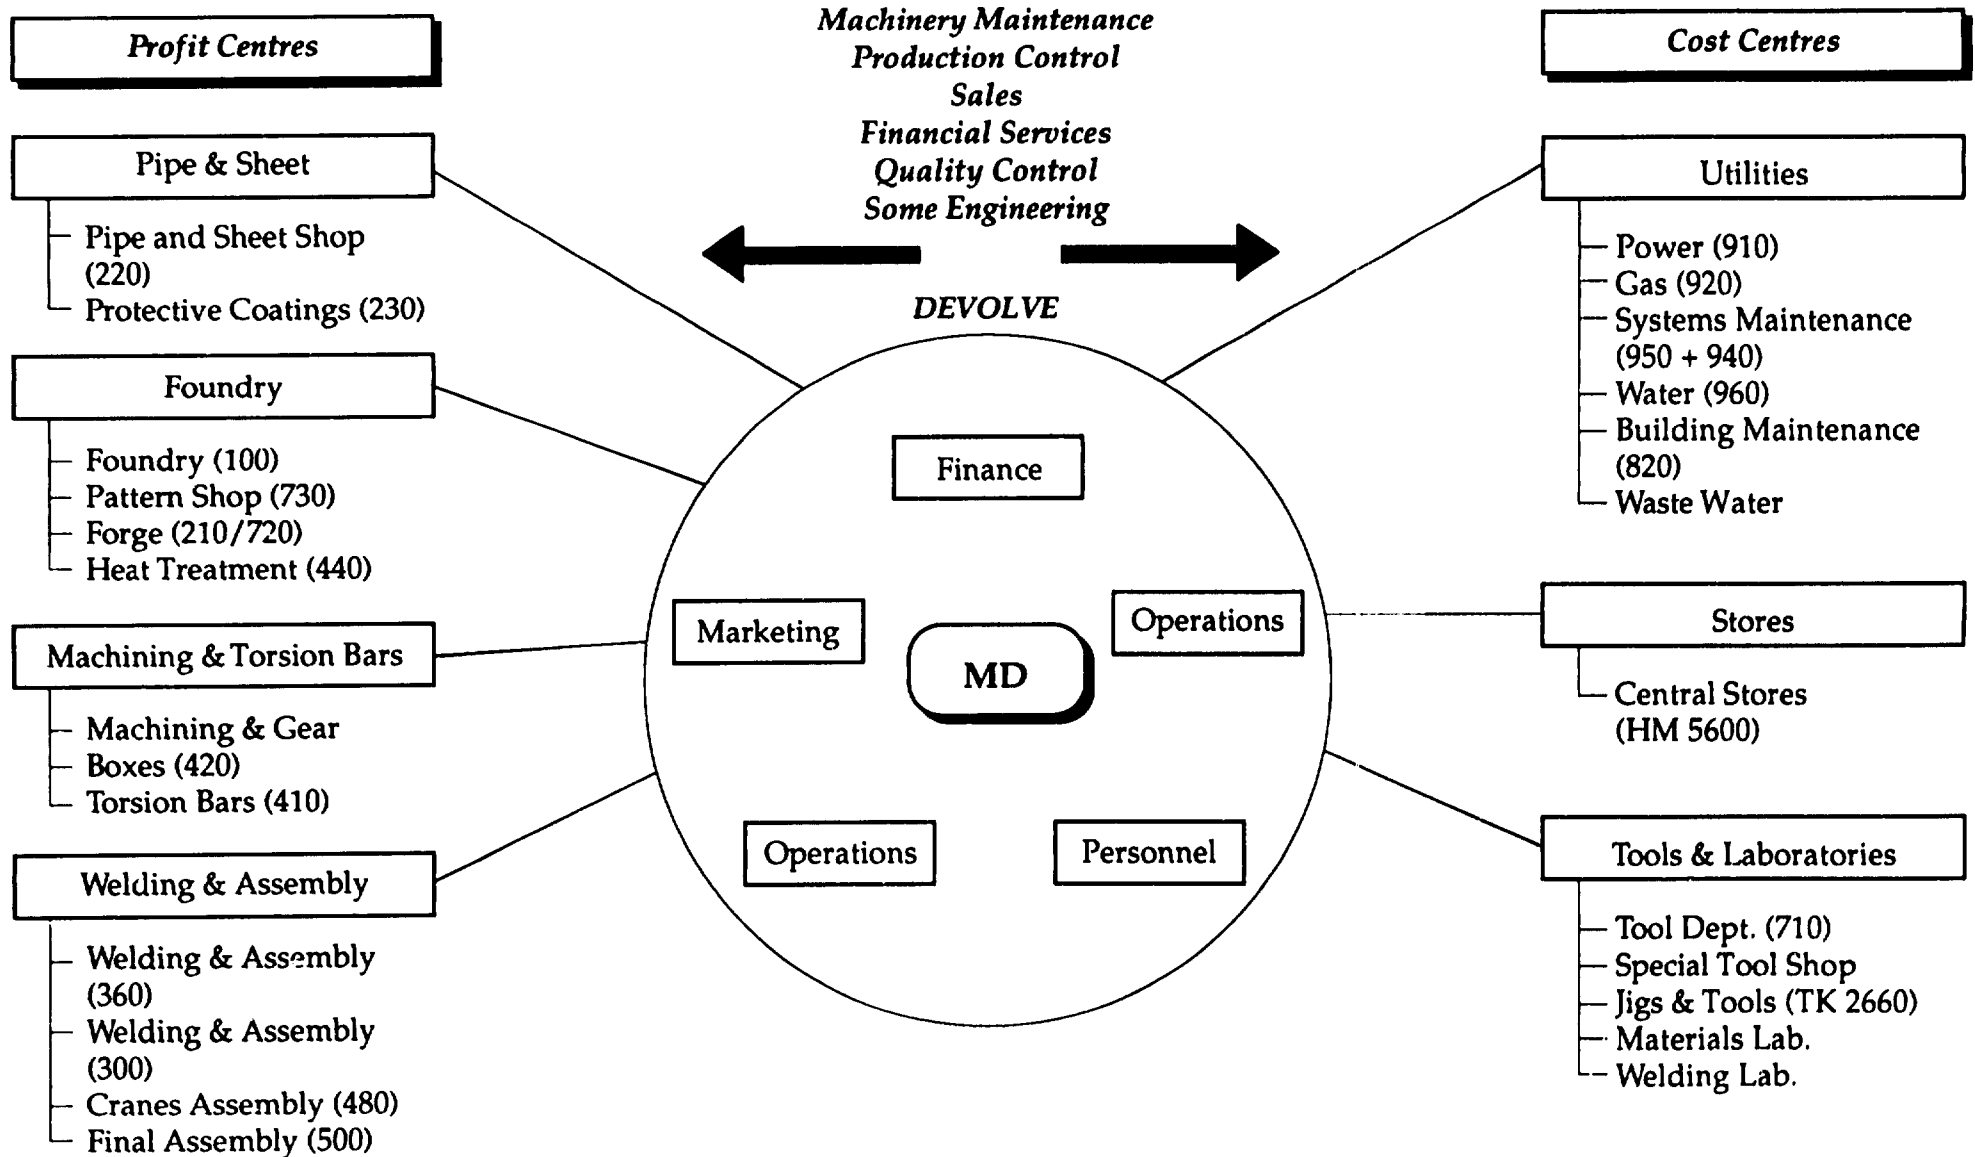 Profit Centres
Pipe & Sheet
Pipe and Sheet Shop
(220)
Protective Coatings (230)
Foundry
Foundry (100)
Pattern Shop (730)
Forge (210/720)
Heat Treatment (440)
Machining & Torsion Bars
Machining & Gear
Boxes (420)
Torsion Bars (410)
Welding & Assembly
Welding & Assembly
(360)
Welding & Assembly
(300)
Cranes Assembly (480)
Final Assembly (500)
Machinery Maintenance
Production Control
Sales
Financial Services
Quality Control
Some Engineering
DEVOLVE
Finance
Marketing
Operations
MD
Operations
Personnel
Cost Centres
Utilities
Power (910)
Gas (920)
Systems Maintenance
(950 + 940)
Water (960)
Building Maintenance
(820)
Waste Water
Stores
Central Stores
(HM 5600)
Tools & Laboratories
Tool Dept. (710)
Special Tool Shop
Jigs & Tools (TK 2660)
Materials Lab.
Welding Lab.